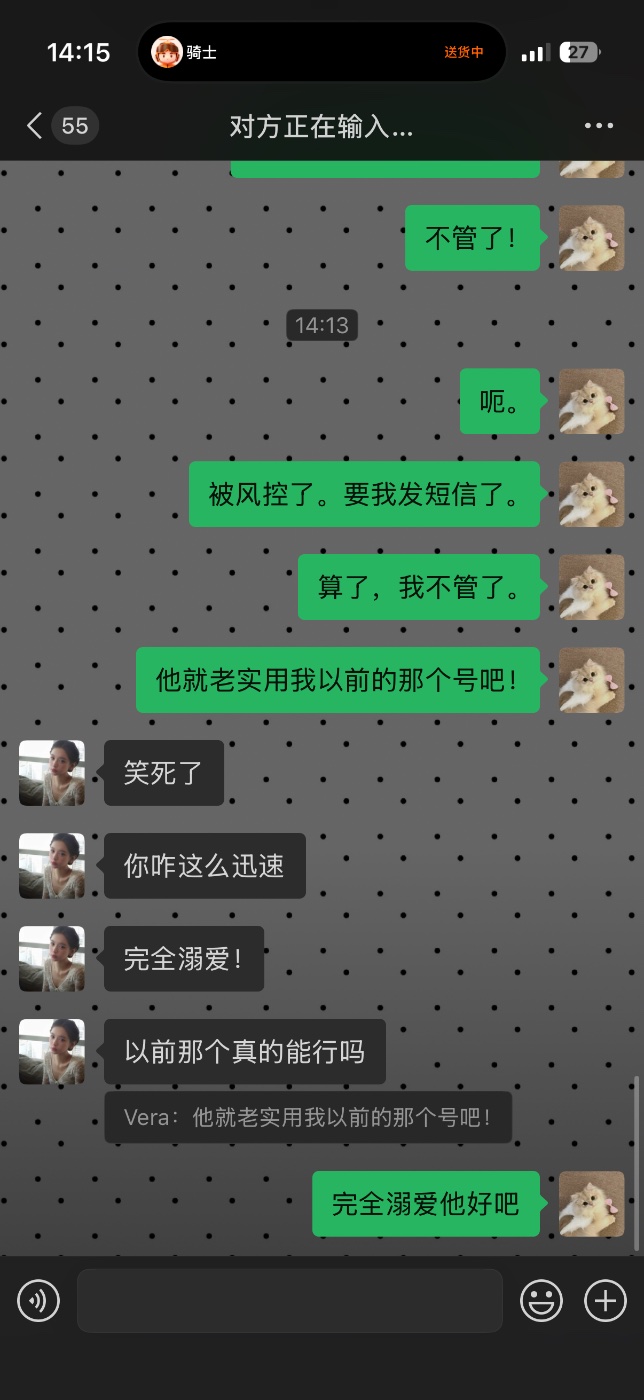 14:15
骑士
送货中
27
55
对方正在输入...
不管了！
14:13
呃。
被风控了。要我发短信了。
算了，我不管了。
他就老实用我以前的那个号吧！
笑死了
你咋这么迅速
完全溺爱！
以前那个真的能行吗
Vera：他就老实用我以前的那个号吧！
完全溺爱他好吧